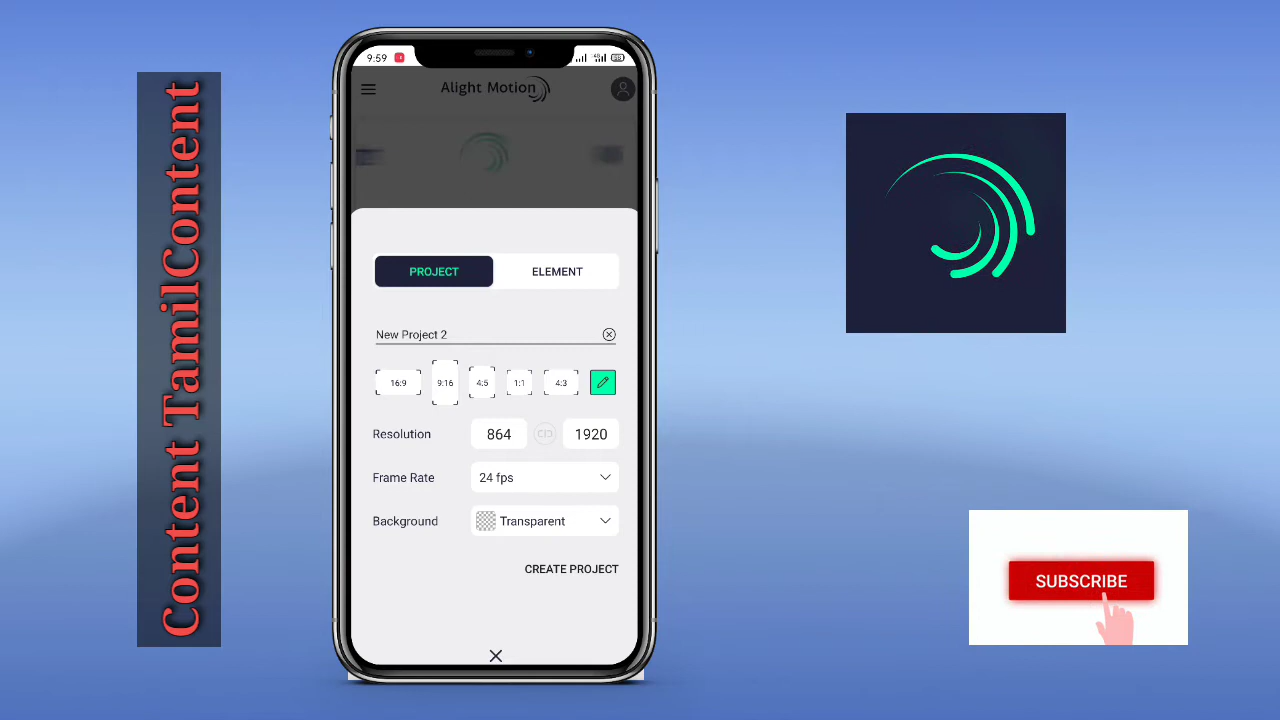 Content TamilContent
9:59
Alight Motion
PROJECT
ELEMENT
New Project 2
16:9
9:16
4:5
1:1
4:3
Resolution
864
1920
Frame Rate
24 fps
Background
Transparent
CREATE PROJECT
SUBSCRIBE